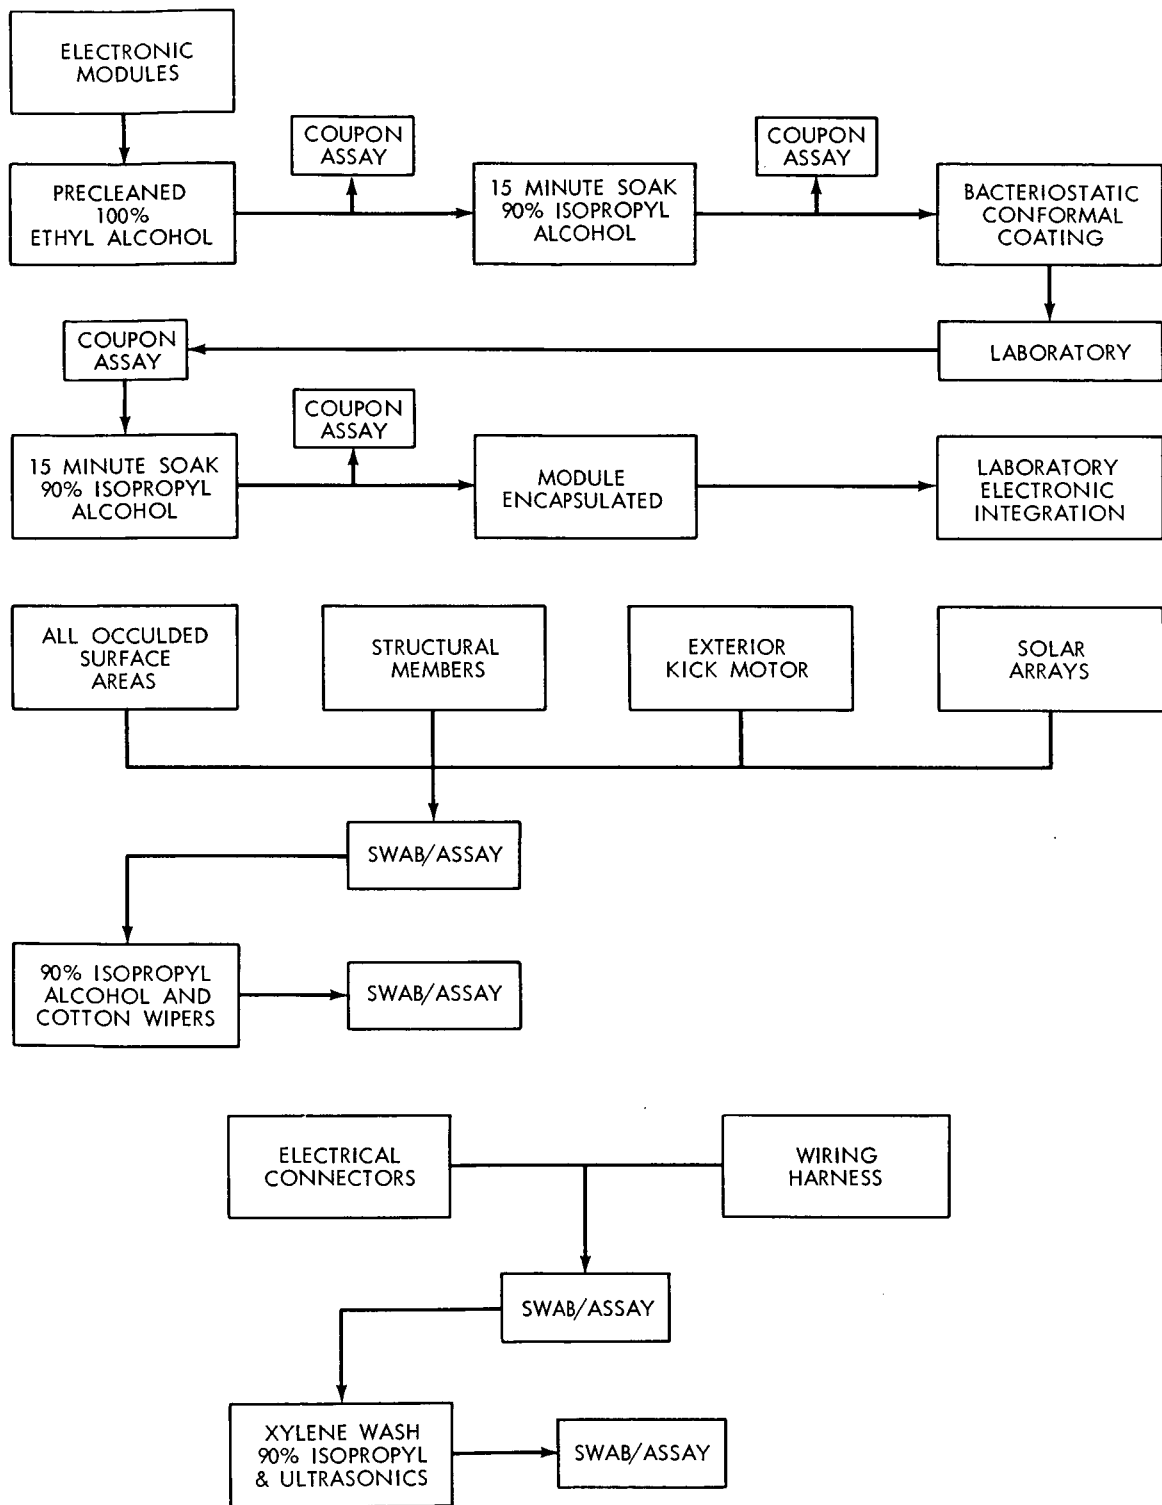 ELECTRONIC
MODULES
COUPON
ASSAY
COUPON
ASSAY
PRECLEANED
100%
ETHYL ALCOHOL
15 MINUTE SOAK
90% ISOPROPYL
ALCOHOL
BACTERIOSTATIC
CONFORMAL
COATING
COUPON
ASSAY
LABORATORY
COUPON
ASSAY
15 MINUTE SOAK
90% ISOPROPYL
ALCOHOL
MODULE
ENCAPSULATED
LABORATORY
ELECTRONIC
INTEGRATION
ALL OCCULDED
SURFACE
AREAS
STRUCTURAL
MEMBERS
EXTERIOR
KICK MOTOR
SOLAR
ARRAYS
SWAB/ASSAY
90% ISOPROPYL
ALCOHOL AND
COTTON WIPERS
SWAB/ASSAY
ELECTRICAL
CONNECTORS
WIRING
HARNESS
SWAB/ASSAY
XYLENE WASH
90% ISOPROPYL
& ULTRASONICS
SWAB/ASSAY